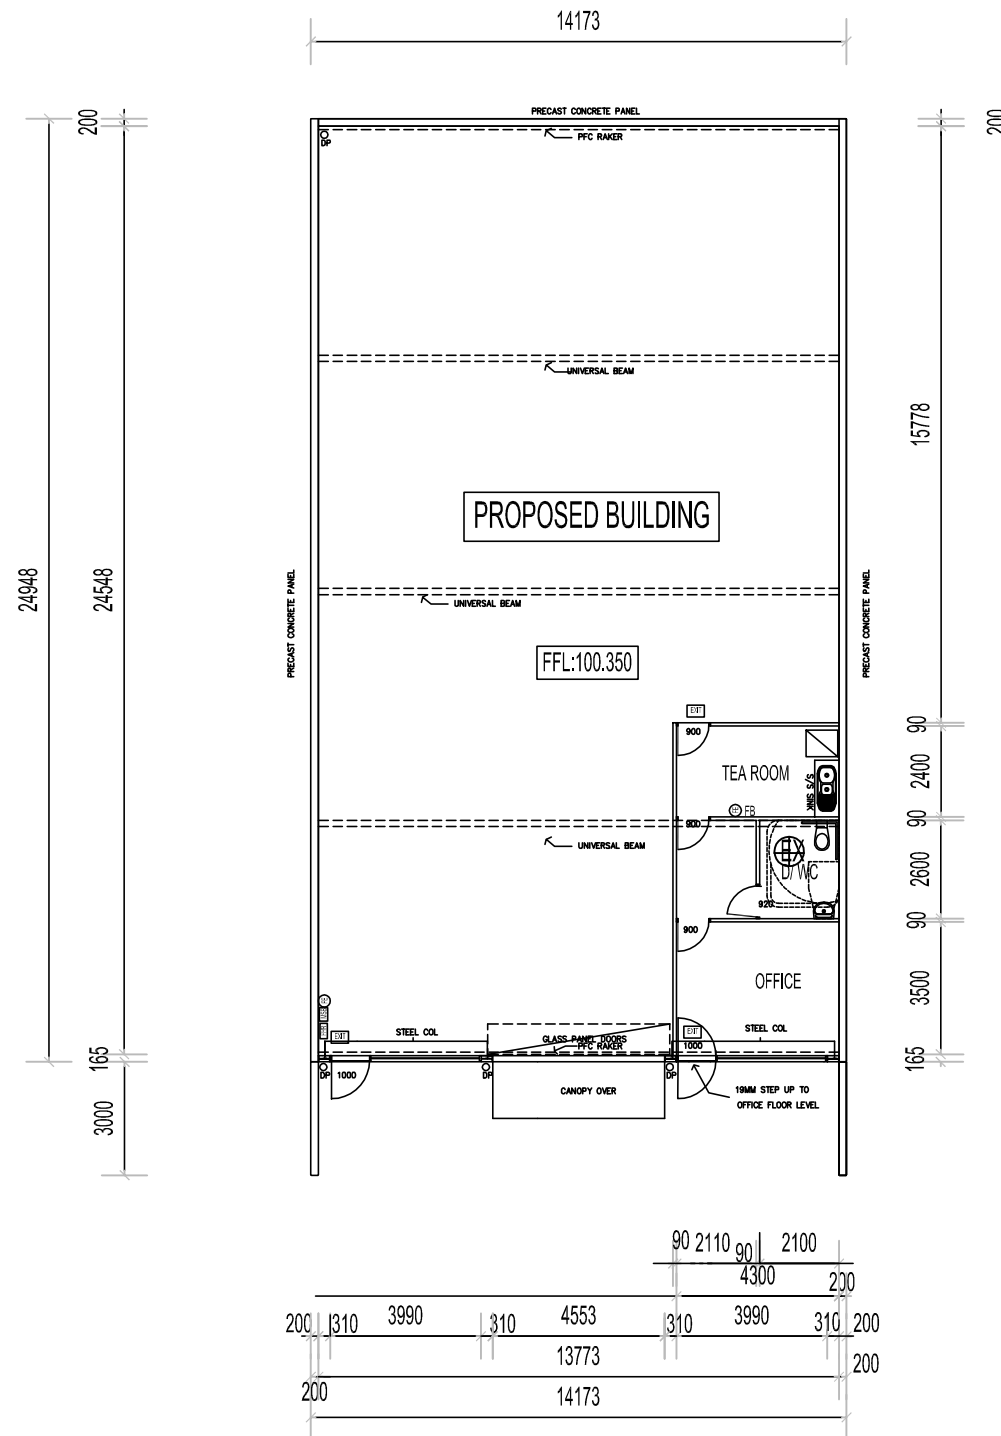 14173
200
PRECAST CONCRETE PANEL
200
PFC RAKER
DP
UNIVERSAL BEAM
15778
PROPOSED BUILDING
24948
24548
PRECAST CONCRETE PANEL
PRECAST CONCRETE PANEL
UNIVERSAL BEAM
FFL:100.350
EXIT
900
90
TEA ROOM
S/S SINK
2400
FB
900
90
UNIVERSAL BEAM
D/WC
2600
920
900
90
OFFICE
3500
EXIT
STEEL COL
GLASS PANEL DOORS
PFC RAKER
EXIT
1000
STEEL COL
165
165
DP
1000
DP
DP
CANOPY OVER
19MM STEP UP TO
OFFICE FLOOR LEVEL
3000
90
2110
90
2100
4300
200
200
310
3990
310
4553
310
3990
310
200
13773
200
200
14173